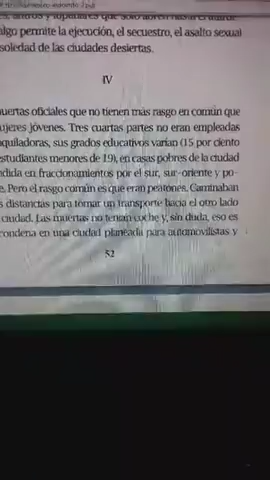 algo permite la ejecución, el secuestro, el asalto sexual
soledad de las ciudades desiertas.
IV
uertas oficiales que no tienen más rasgo en común que
ujeres jóvenes. Tres cuartas partes no eran empleadas
aquiladoras, sus grados educativos varían (15 por ciento
estudiantes menores de 19), en casas pobres de la ciudad
ndida en fraccionamientos por el sur, sur-oriente y po-
e. Pero el rasgo común es que eran peatones. Caminaban
s distancias para tomar un transporte hacia el otro lado
ciudad. Las muertas no tenían coche y, sin duda, eso es
condena en una ciudad planeada para automovilistas y
52